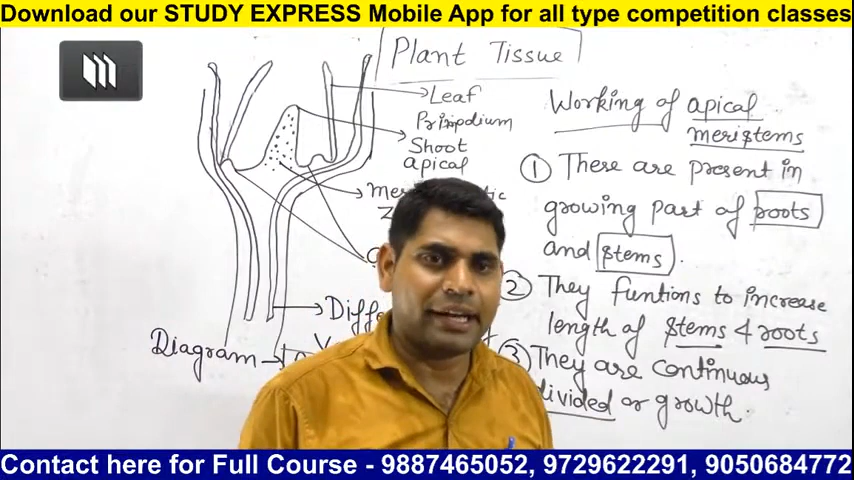 Download our STUDY EXPRESS Mobile App for all type competition classes
Plant Tissue
Leaf
Primodium
Shoot
apical
Working of apical
meristems
① There are present in
growing part of roots
and stems.
② They funtions to increase
length of stems & roots
③ They are continuous
divided or growth.
Diagram
Contact here for Full Course - 9887465052, 9729622291, 9050684772